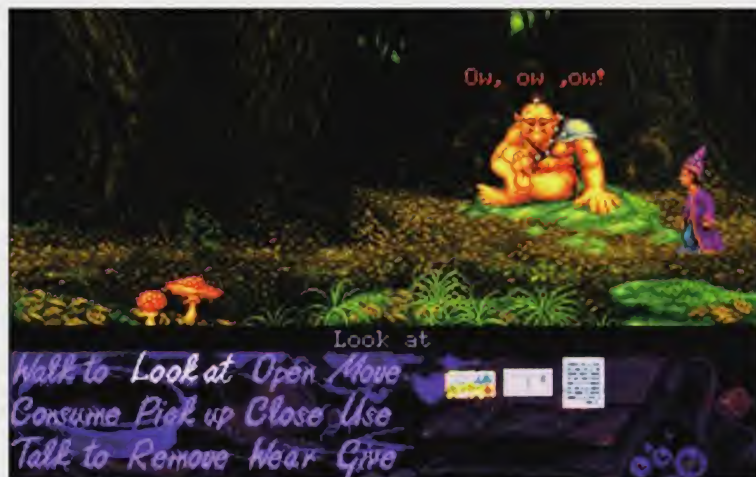 Ow, ow ,ow!
Look at
Walk to Look at Open Move
Consume Pick up Close Use
Talk to Remove Wear Give